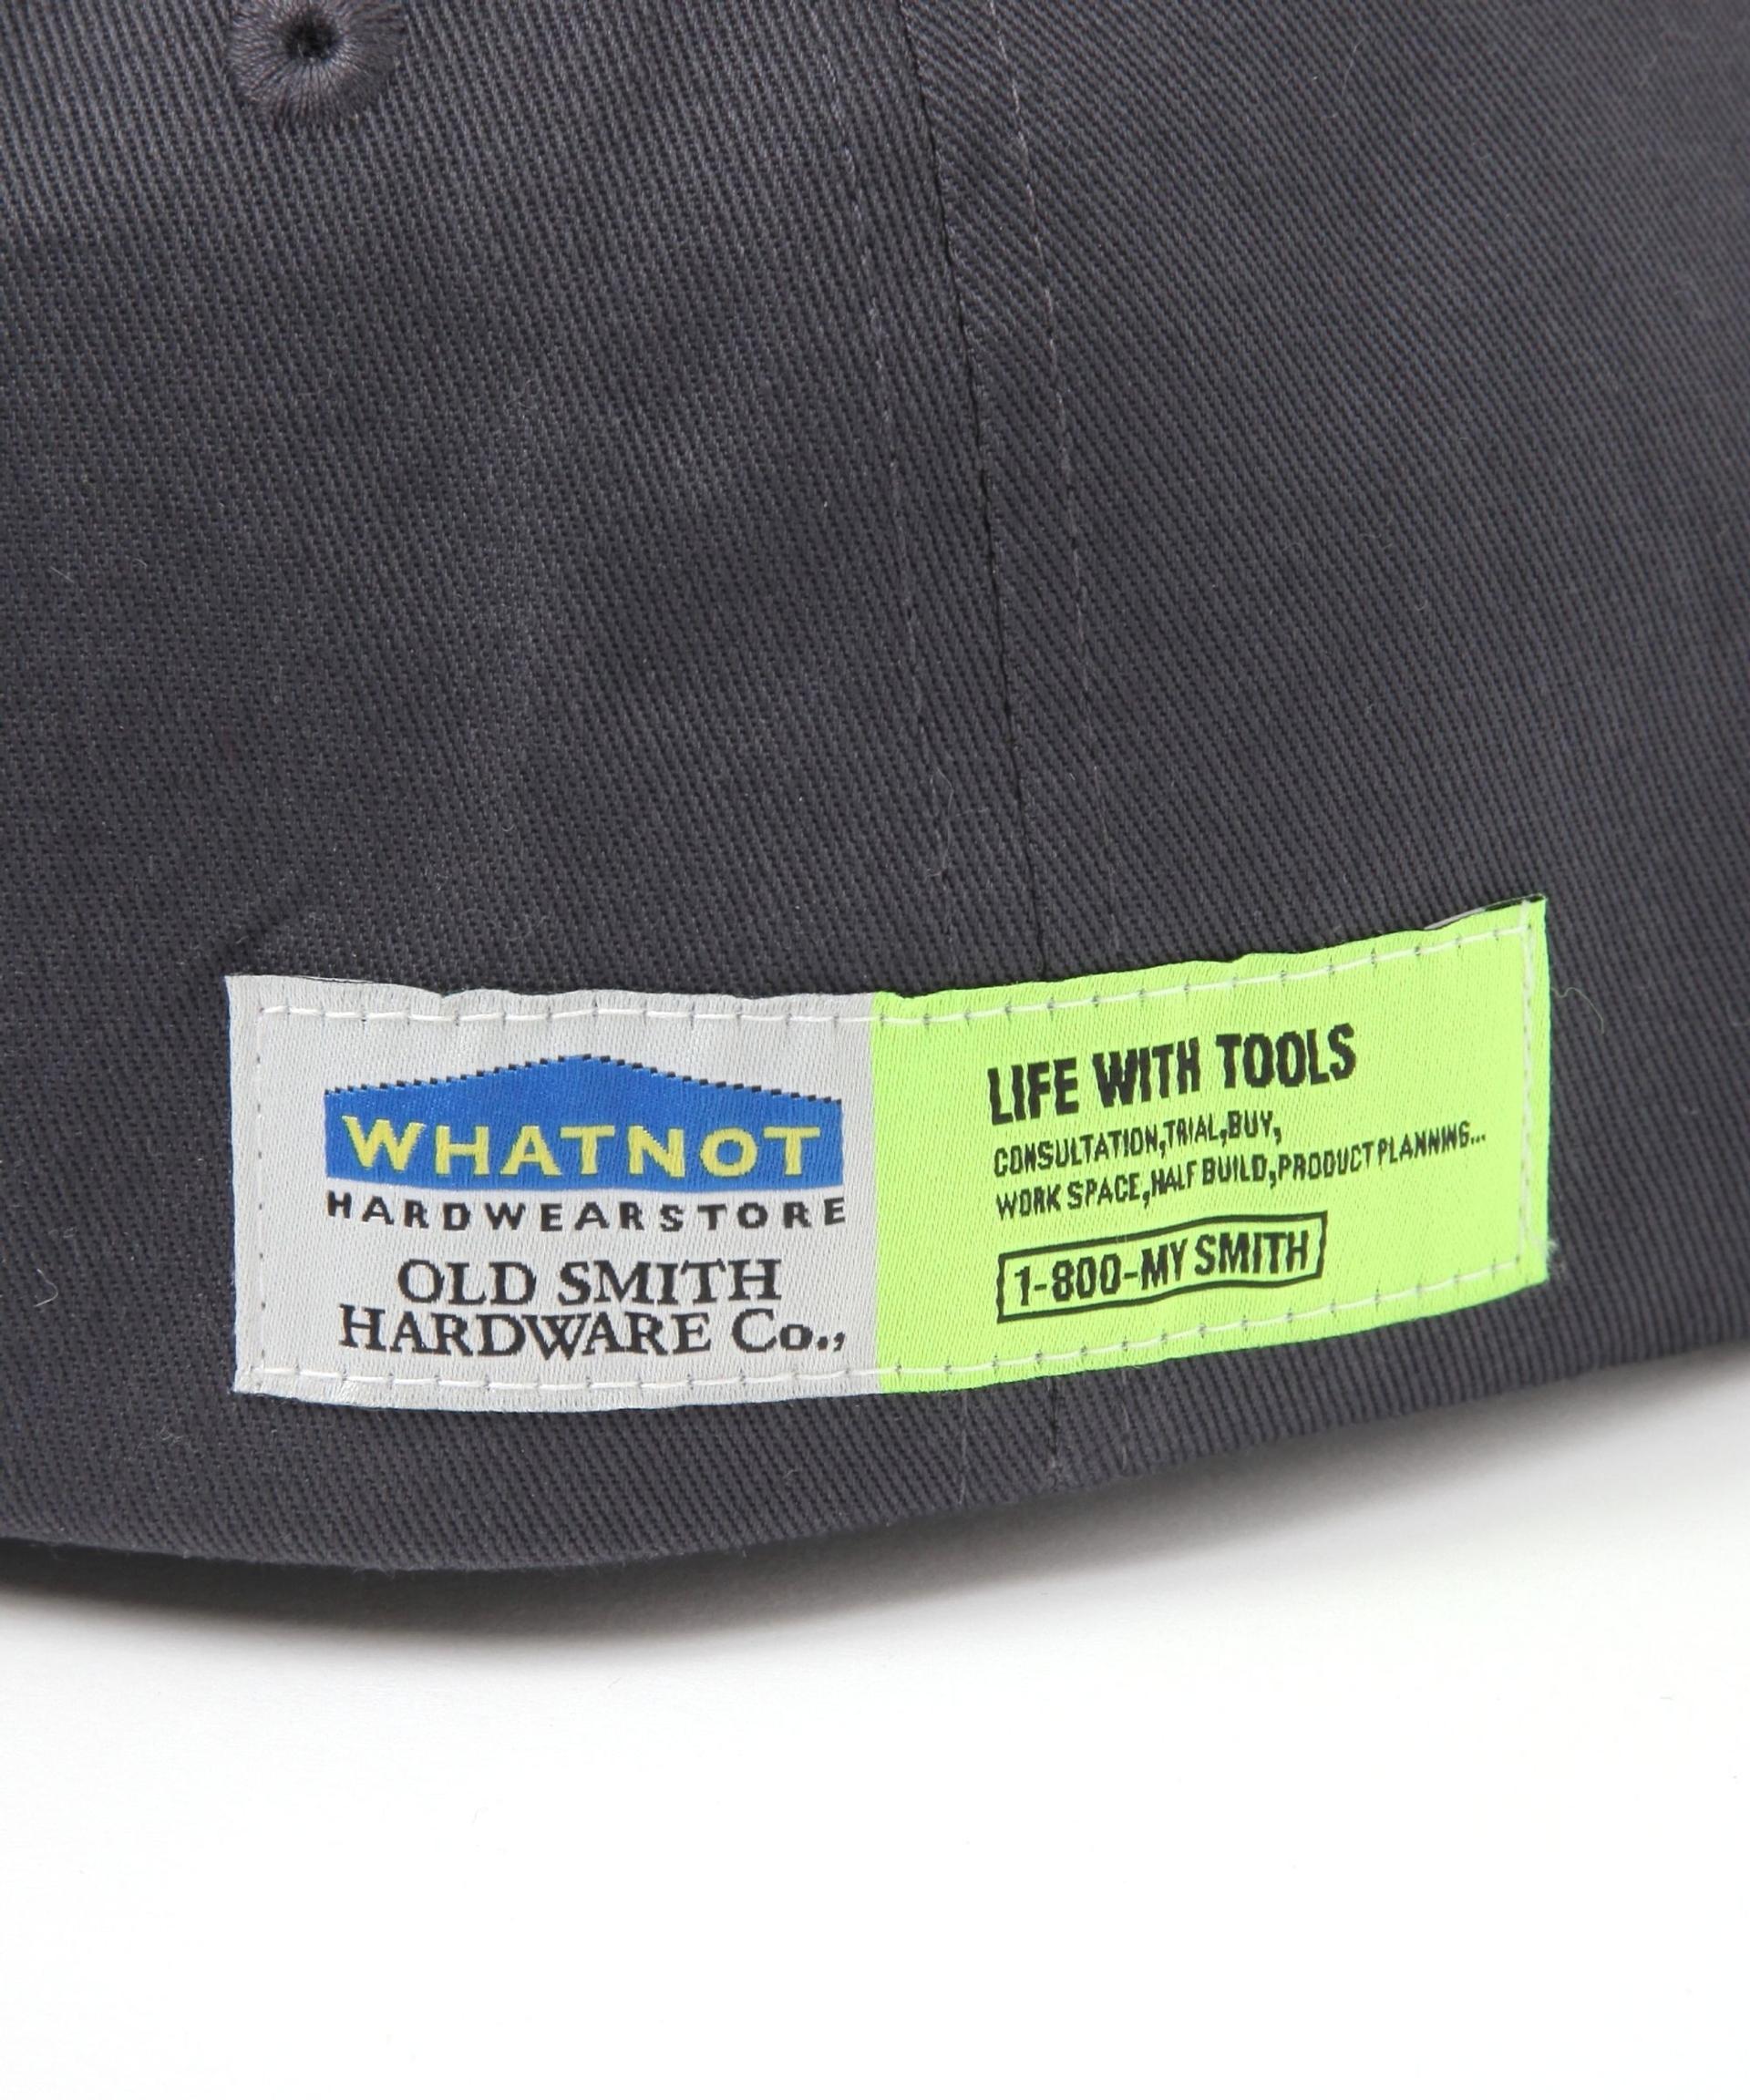 WHATNOT
HARDWEARSTORE
OLD SMITH
HARDWARE Co.,
LIFE WITH TOOLS
CONSULTATION,TRIAL,BUY,
WORK SPACE,HALF BUILD,PRODUCT PLANNING...
1-800-MY SMITH